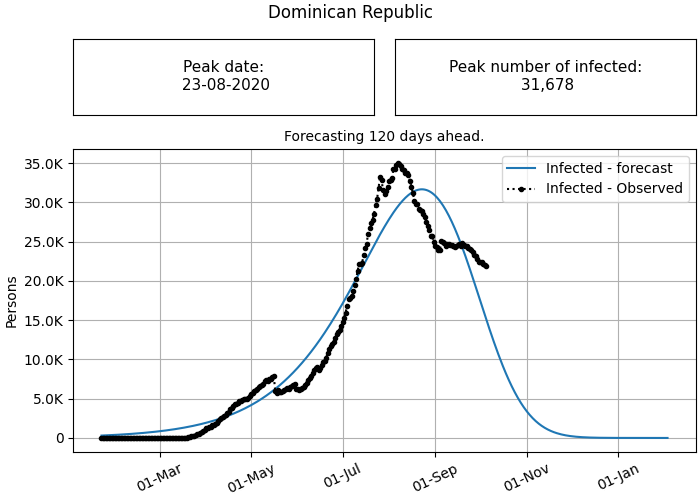 Dominican Republic
Peak date:
23-08-2020
Peak number of infected:
31,678
Forecasting 120 days ahead.
Infected - forecast
Infected - Observed
Persons
35.0K
30.0K
25.0K
20.0K
15.0K
10.0K
5.0K
0
01-Mar
01-May
01-Jul
01-Sep
01-Nov
01-Jan